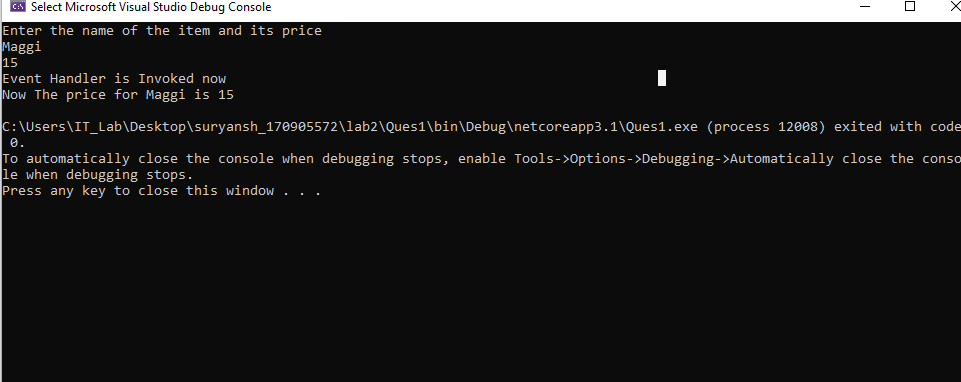 Select Microsoft Visual Studio Debug Console
Enter the name of the item and its price
Maggi
15
Event Handler is Invoked now
Now The price for Maggi is 15
C:\Users\IT_Lab\Desktop\suryansh_170905572\lab2\Ques1\bin\Debug\netcoreapp3.1\Ques1.exe (process 12008) exited with code
 0.
To automatically close the console when debugging stops, enable Tools->Options->Debugging->Automatically close the conso
le when debugging stops.
Press any key to close this window . . .